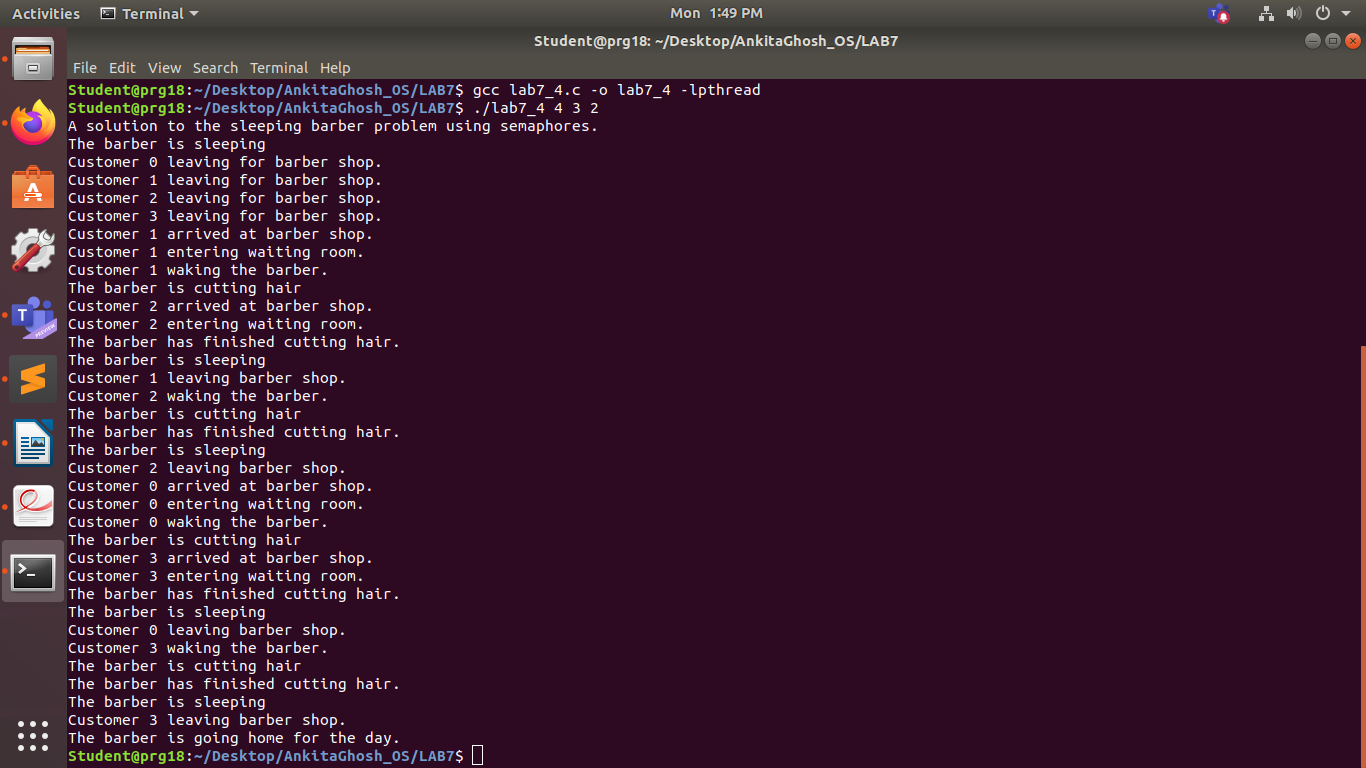 Activities Terminal Mon 1:49 PM
Student@prg18: ~/Desktop/AnkitaGhosh_OS/LAB7
File Edit View Search Terminal Help
Student@prg18:~/Desktop/AnkitaGhosh_OS/LAB7$ gcc lab7_4.c -o lab7_4 -lpthread
Student@prg18:~/Desktop/AnkitaGhosh_OS/LAB7$ ./lab7_4 4 3 2
A solution to the sleeping barber problem using semaphores.
The barber is sleeping
Customer 0 leaving for barber shop.
Customer 1 leaving for barber shop.
Customer 2 leaving for barber shop.
Customer 3 leaving for barber shop.
Customer 1 arrived at barber shop.
Customer 1 entering waiting room.
Customer 1 waking the barber.
The barber is cutting hair
Customer 2 arrived at barber shop.
Customer 2 entering waiting room.
The barber has finished cutting hair.
The barber is sleeping
Customer 1 leaving barber shop.
Customer 2 waking the barber.
The barber is cutting hair
The barber has finished cutting hair.
The barber is sleeping
Customer 2 leaving barber shop.
Customer 0 arrived at barber shop.
Customer 0 entering waiting room.
Customer 0 waking the barber.
The barber is cutting hair
Customer 3 arrived at barber shop.
Customer 3 entering waiting room.
The barber has finished cutting hair.
The barber is sleeping
Customer 0 leaving barber shop.
Customer 3 waking the barber.
The barber is cutting hair
The barber has finished cutting hair.
The barber is sleeping
Customer 3 leaving barber shop.
The barber is going home for the day.
Student@prg18:~/Desktop/AnkitaGhosh_OS/LAB7$